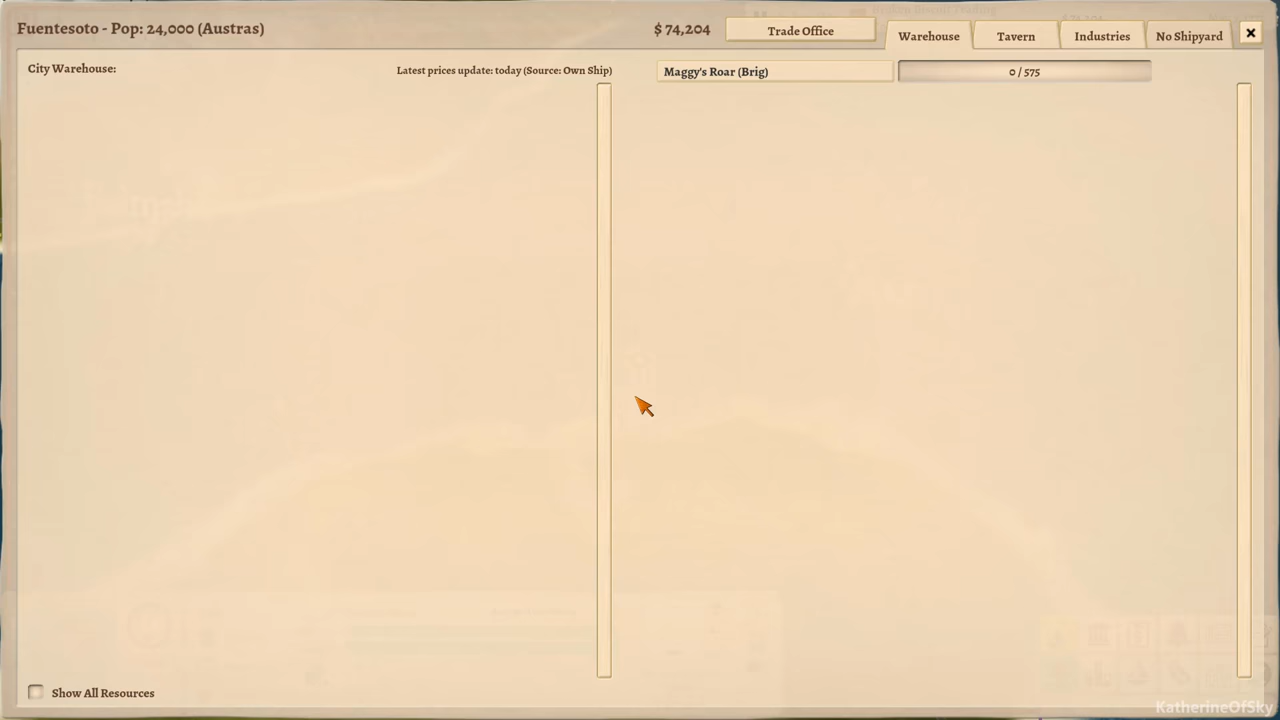 Fuentesoto - Pop: 24,000 (Austras)
$ 74,204
Trade Office
Warehouse
Tavern
Industries
No Shipyard
City Warehouse:
Latest prices update: today (Source: Own Ship)
Maggy's Roar (Brig)
0 / 575
Show All Resources
KatherineOfSky